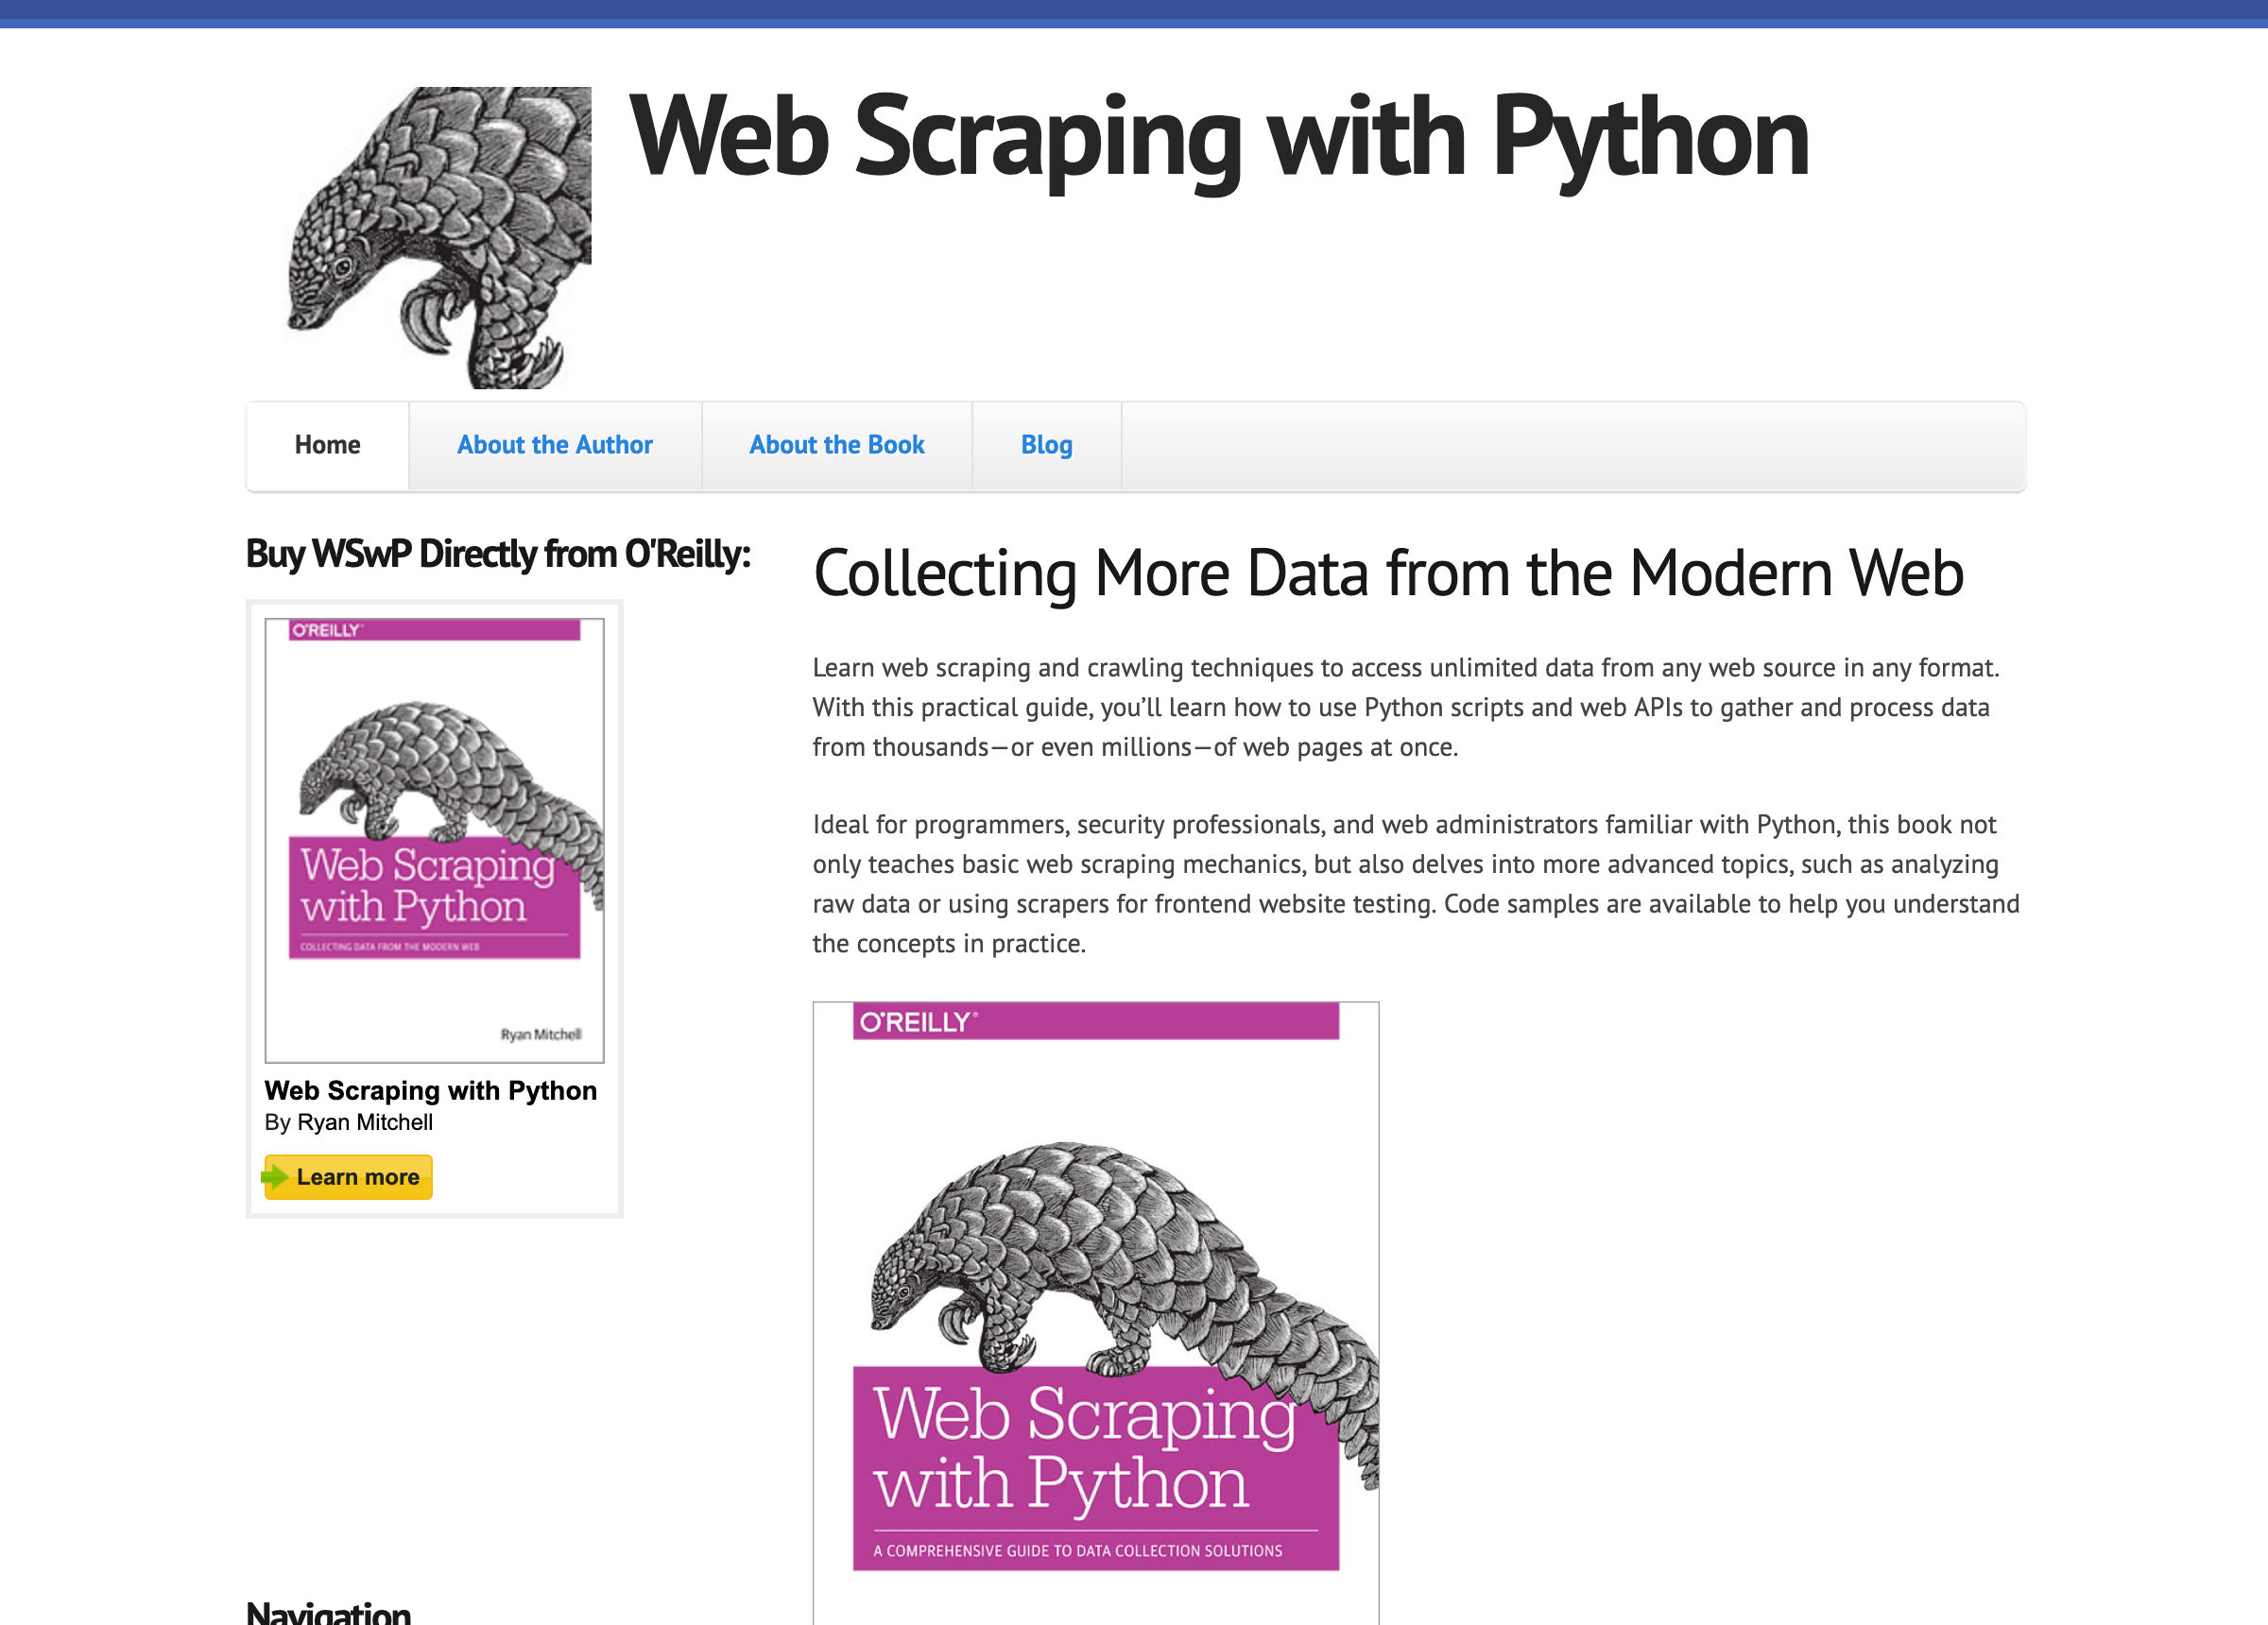 Web Scraping with Python
Home
About the Author
About the Book
Blog
Buy WSwP Directly from O'Reilly:
O'REILLY®
Web Scraping
with Python
COLLECTING DATA FROM THE MODERN WEB
Ryan Mitchell
Web Scraping with Python
By Ryan Mitchell
Learn more
Navigation
Collecting More Data from the Modern Web
Learn web scraping and crawling techniques to access unlimited data from any web source in any format.
With this practical guide, you’ll learn how to use Python scripts and web APIs to gather and process data
from thousands—or even millions—of web pages at once.
Ideal for programmers, security professionals, and web administrators familiar with Python, this book not
only teaches basic web scraping mechanics, but also delves into more advanced topics, such as analyzing
raw data or using scrapers for frontend website testing. Code samples are available to help you understand
the concepts in practice.
O'REILLY®
Web Scraping
with Python
A COMPREHENSIVE GUIDE TO DATA COLLECTION SOLUTIONS